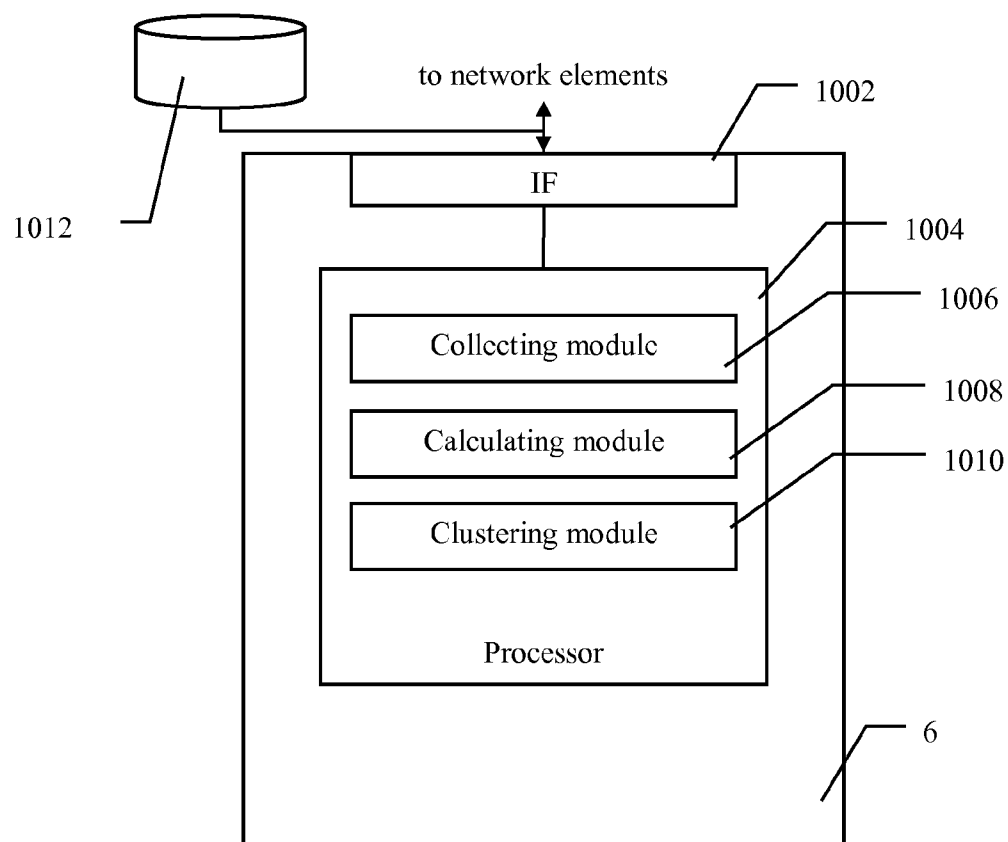 to network elements
1002
IF
1012
1004
1006
Collecting module
1008
Calculating module
1010
Clustering module
Processor
6